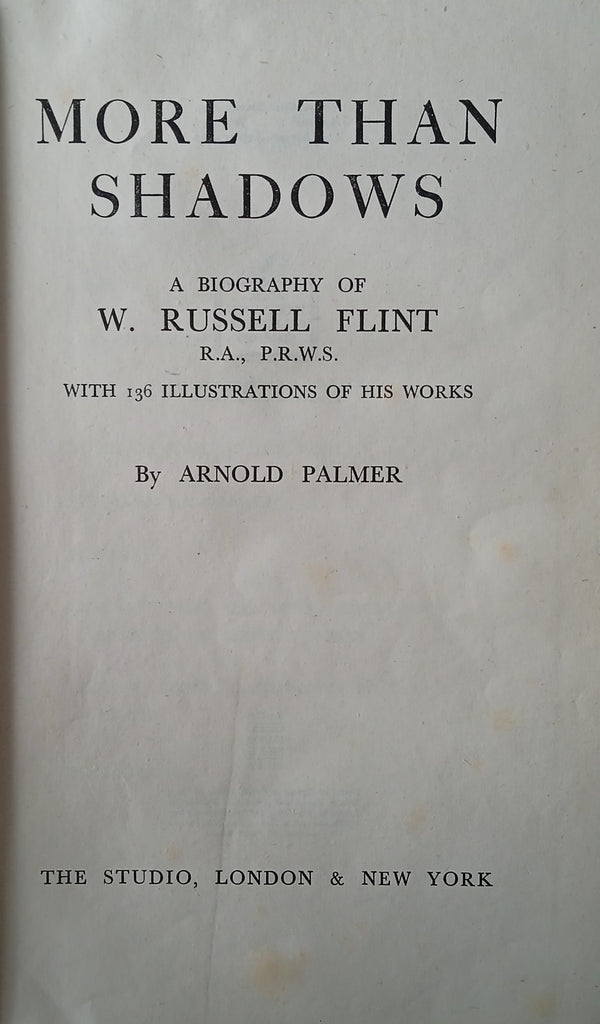 MORE THAN
SHADOWS
A BIOGRAPHY OF
W. RUSSELL FLINT
R.A., P.R.W.S.
WITH 136 ILLUSTRATIONS OF HIS WORKS
By ARNOLD PALMER
THE STUDIO, LONDON & NEW YORK